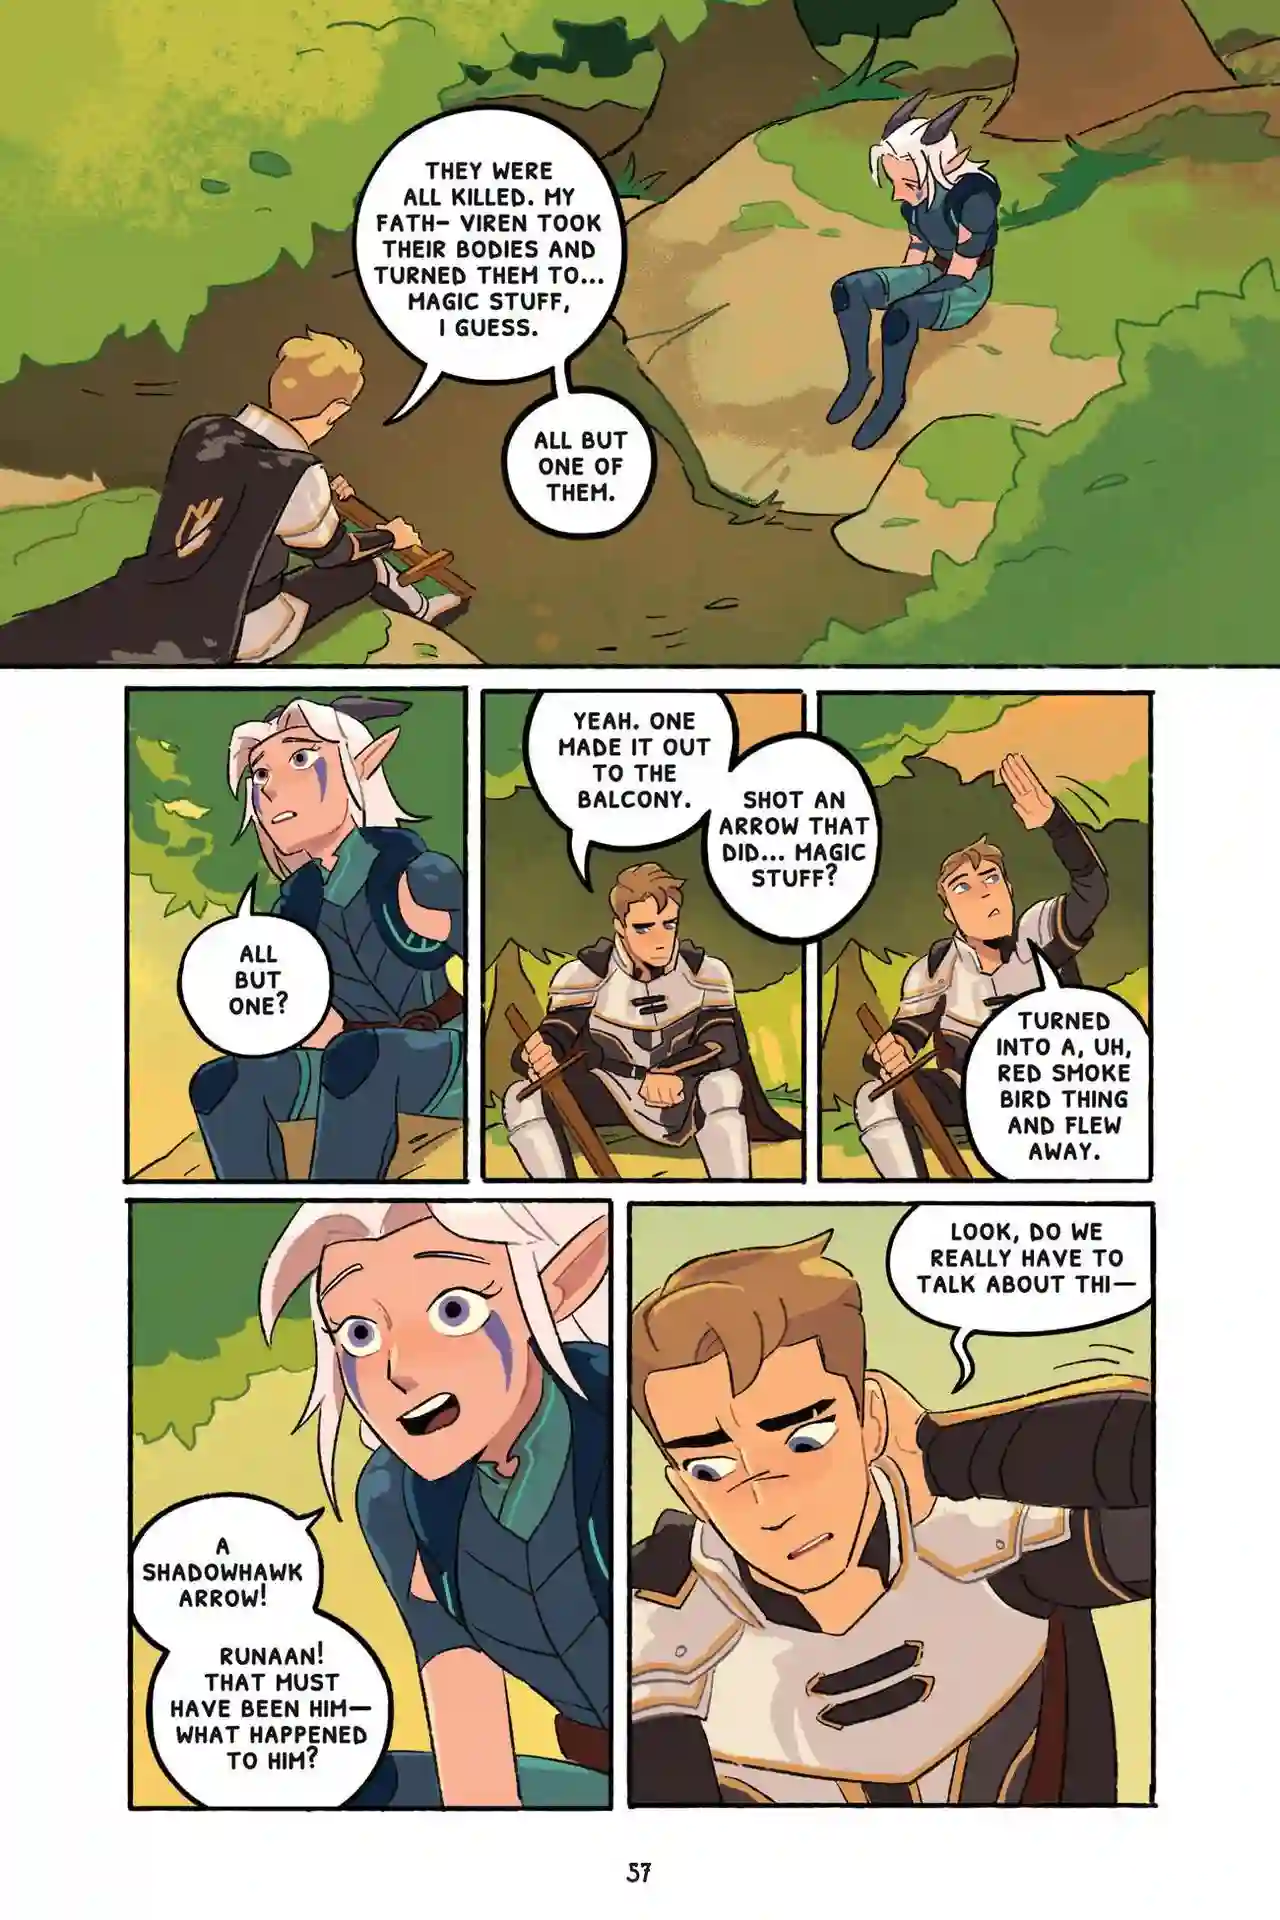 THEY WERE
ALL KILLED. MY
FATH- VIREN TOOK
THEIR BODIES AND
TURNED THEM TO...
MAGIC STUFF,
I GUESS.
ALL BUT
ONE OF
THEM.
ALL
BUT
ONE?
YEAH. ONE
MADE IT OUT
TO THE
BALCONY.
SHOT AN
ARROW THAT
DID... MAGIC
STUFF?
TURNED
INTO A, UH,
RED SMOKE
BIRD THING
AND FLEW
AWAY.
A
SHADOWHAWK
ARROW!
RUNAAN!
THAT MUST
HAVE BEEN HIM—
WHAT HAPPENED
TO HIM?
LOOK, DO WE
REALLY HAVE TO
TALK ABOUT THI—
57